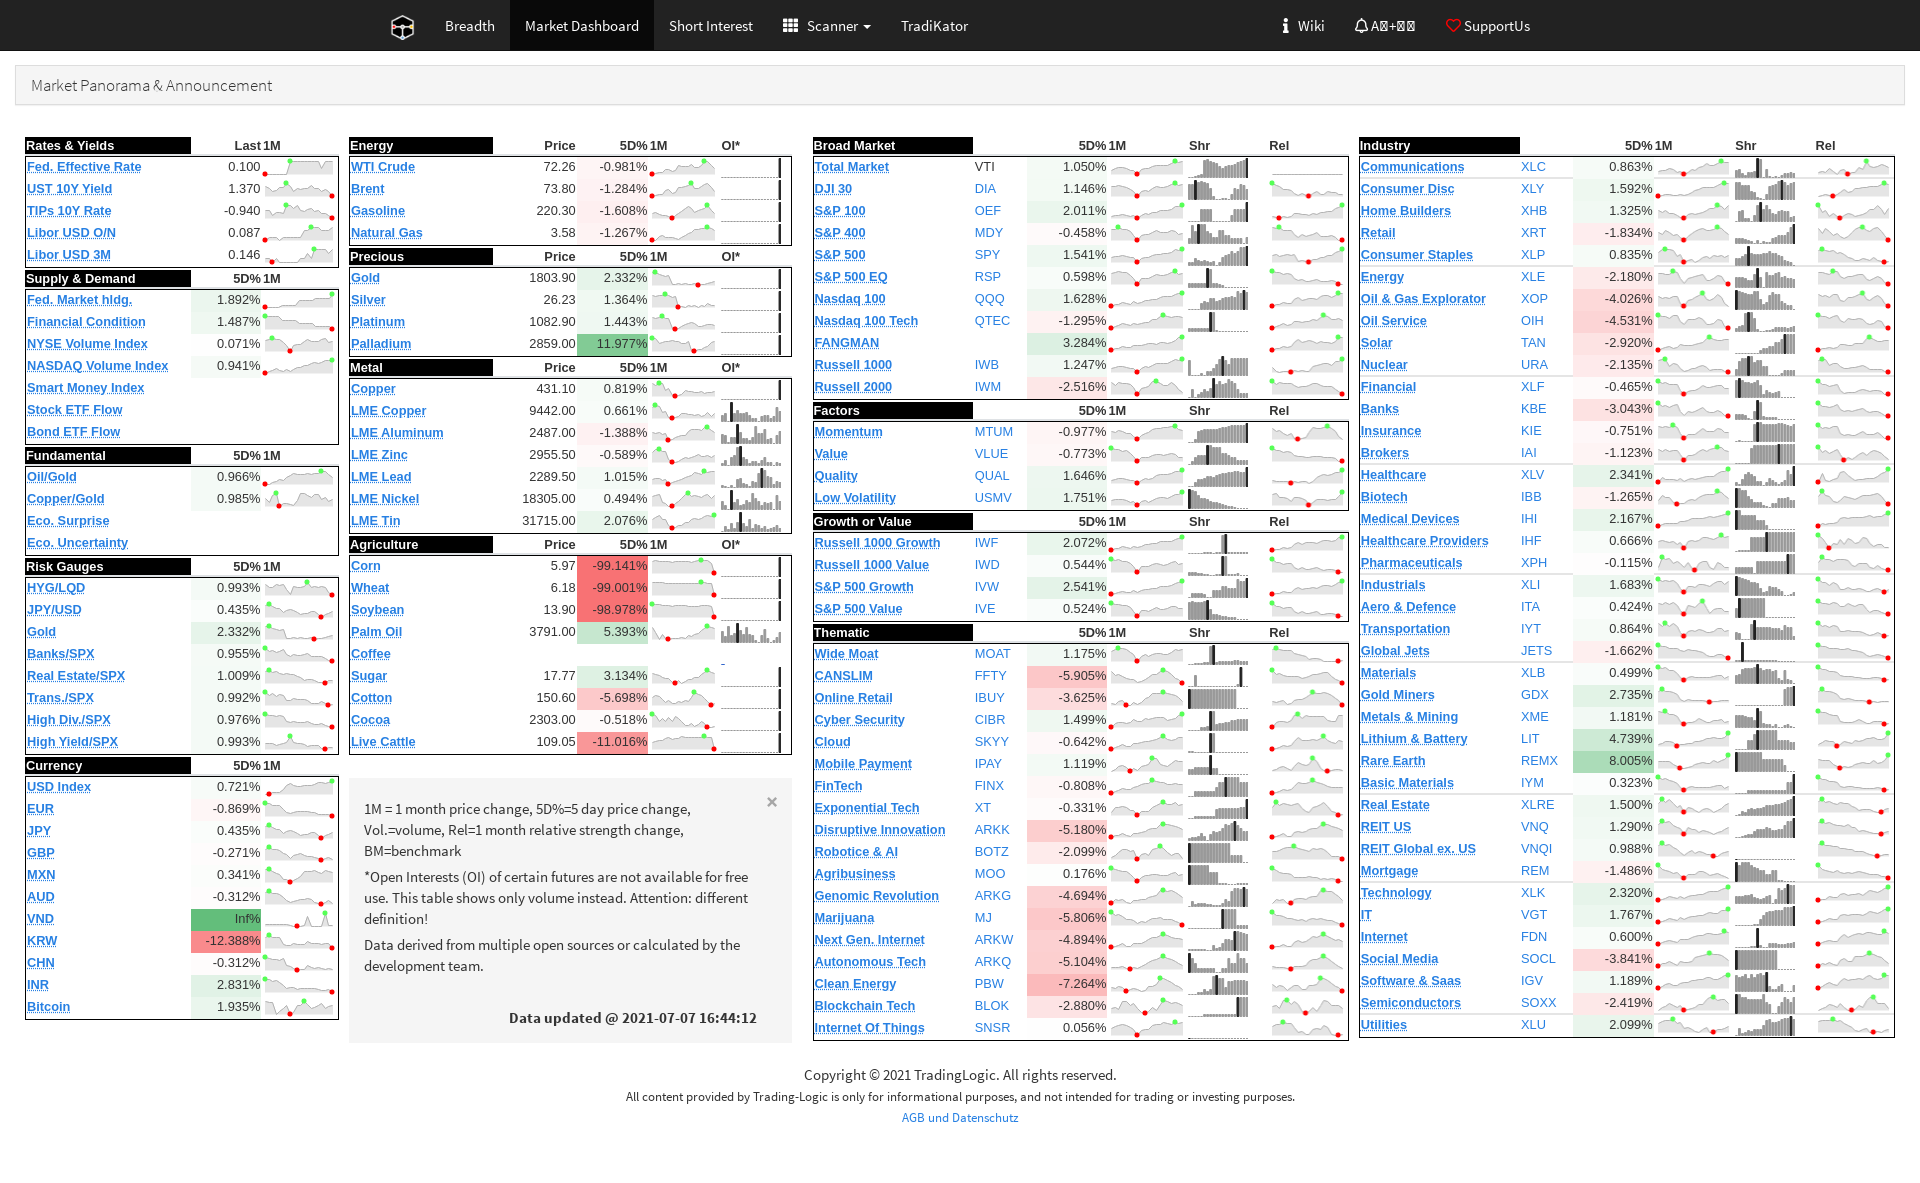 Breadth
Market Dashboard
Short Interest
Scanner
TradiKator
Wiki
SupportUs
Market Panorama & Announcement
Rates & Yields Last 1M
Fed. Effective Rate 0.100
UST 10Y Yield 1.370
TIPs 10Y Rate -0.940
Libor USD O/N 0.087
Libor USD 3M 0.146
Supply & Demand 5D% 1M
Fed. Market hldg. 1.892%
Financial Condition 1.487%
NYSE Volume Index 0.071%
NASDAQ Volume Index 0.941%
Smart Money Index
Stock ETF Flow
Bond ETF Flow
Fundamental 5D% 1M
Oil/Gold 0.966%
Copper/Gold 0.985%
Eco. Surprise
Eco. Uncertainty
Risk Gauges 5D% 1M
HYG/LQD 0.993%
JPY/USD 0.435%
Gold 2.332%
Banks/SPX 0.955%
Real Estate/SPX 1.009%
Trans./SPX 0.992%
High Div./SPX 0.976%
High Yield/SPX 0.993%
Currency 5D% 1M
USD Index 0.721%
EUR -0.869%
JPY 0.435%
GBP -0.271%
MXN 0.341%
AUD -0.312%
VND Inf%
KRW -12.388%
CHN -0.312%
INR 2.831%
Bitcoin 1.935%
Energy Price 5D% 1M OI*
WTI Crude 72.26 -0.981%
Brent 73.80 -1.284%
Gasoline 220.30 -1.608%
Natural Gas 3.58 -1.267%
Precious Price 5D% 1M OI*
Gold 1803.90 2.332%
Silver 26.23 1.364%
Platinum 1082.90 1.443%
Palladium 2859.00 11.977%
Metal Price 5D% 1M OI*
Copper 431.10 0.819%
LME Copper 9442.00 0.661%
LME Aluminum 2487.00 -1.388%
LME Zinc 2955.50 -0.589%
LME Lead 2289.50 1.015%
LME Nickel 18305.00 0.494%
LME Tin 31715.00 2.076%
Agriculture Price 5D% 1M OI*
Corn 5.97 -99.141%
Wheat 6.18 -99.001%
Soybean 13.90 -98.978%
Palm Oil 3791.00 5.393%
Coffee
Sugar 17.77 3.134%
Cotton 150.60 -5.698%
Cocoa 2303.00 -0.518%
Live Cattle 109.05 -11.016%
×
1M = 1 month price change, 5D%=5 day price change,
Vol.=volume, Rel=1 month relative strength change,
BM=benchmark
*Open Interests (OI) of certain futures are not available for free
use. This table shows only volume instead. Attention: different
definition!
Data derived from multiple open sources or calculated by the
development team.
Data updated @ 2021-07-07 16:44:12
Broad Market 5D% 1M Shr Rel
Total Market VTI 1.050%
DJI 30 DIA 1.146%
S&P 100 OEF 2.011%
S&P 400 MDY -0.458%
S&P 500 SPY 1.541%
S&P 500 EQ RSP 0.598%
Nasdaq 100 QQQ 1.628%
Nasdaq 100 Tech QTEC -1.295%
FANGMAN 3.284%
Russell 1000 IWB 1.247%
Russell 2000 IWM -2.516%
Factors 5D% 1M Shr Rel
Momentum MTUM -0.977%
Value VLUE -0.773%
Quality QUAL 1.646%
Low Volatility USMV 1.751%
Growth or Value 5D% 1M Shr Rel
Russell 1000 Growth IWF 2.072%
Russell 1000 Value IWD 0.544%
S&P 500 Growth IVW 2.541%
S&P 500 Value IVE 0.524%
Thematic 5D% 1M Shr Rel
Wide Moat MOAT 1.175%
CANSLIM FFTY -5.905%
Online Retail IBUY -3.625%
Cyber Security CIBR 1.499%
Cloud SKYY -0.642%
Mobile Payment IPAY 1.119%
FinTech FINX -0.808%
Exponential Tech XT -0.331%
Disruptive Innovation ARKK -5.180%
Robotice & AI BOTZ -2.099%
Agribusiness MOO 0.176%
Genomic Revolution ARKG -4.694%
Marijuana MJ -5.806%
Next Gen. Internet ARKW -4.894%
Autonomous Tech ARKQ -5.104%
Clean Energy PBW -7.264%
Blockchain Tech BLOK -2.880%
Internet Of Things SNSR 0.056%
Industry 5D% 1M Shr Rel
Communications XLC 0.863%
Consumer Disc XLY 1.592%
Home Builders XHB 1.325%
Retail XRT -1.834%
Consumer Staples XLP 0.835%
Energy XLE -2.180%
Oil & Gas Explorator XOP -4.026%
Oil Service OIH -4.531%
Solar TAN -2.920%
Nuclear URA -2.135%
Financial XLF -0.465%
Banks KBE -3.043%
Insurance KIE -0.751%
Brokers IAI -1.123%
Healthcare XLV 2.341%
Biotech IBB -1.265%
Medical Devices IHI 2.167%
Healthcare Providers IHF 0.666%
Pharmaceuticals XPH -0.115%
Industrials XLI 1.683%
Aero & Defence ITA 0.424%
Transportation IYT 0.864%
Global Jets JETS -1.662%
Materials XLB 0.499%
Gold Miners GDX 2.735%
Metals & Mining XME 1.181%
Lithium & Battery LIT 4.739%
Rare Earth REMX 8.005%
Basic Materials IYM 0.323%
Real Estate XLRE 1.500%
REIT US VNQ 1.290%
REIT Global ex. US VNQI 0.988%
Mortgage REM -1.486%
Technology XLK 2.320%
IT VGT 1.767%
Internet FDN 0.600%
Social Media SOCL -3.841%
Software & Saas IGV 1.189%
Semiconductors SOXX -2.419%
Utilities XLU 2.099%
Copyright © 2021 TradingLogic. All rights reserved.
All content provided by Trading-Logic is only for informational purposes, and not intended for trading or investing purposes.
AGB und Datenschutz